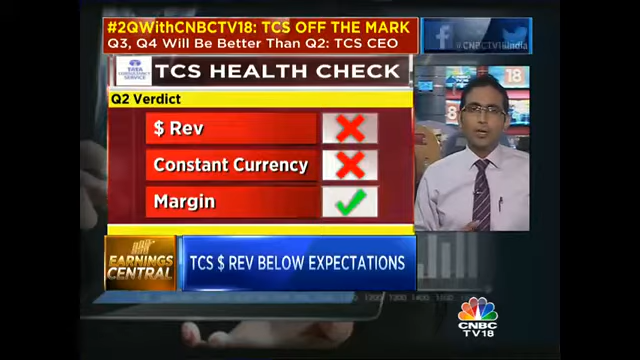 #2QWithCNBCTV18: TCS OFF THE MARK
Q3, Q4 Will Be Better Than Q2: TCS CEO
#CNBCTV18India
TATA
CONSULTANCY
SERVICES
TCS HEALTH CHECK
18
Q2 Verdict
$ Rev
Constant Currency
Margin
EARNINGS
CENTRAL
TCS $ REV BELOW EXPECTATIONS
CNBC
TV18